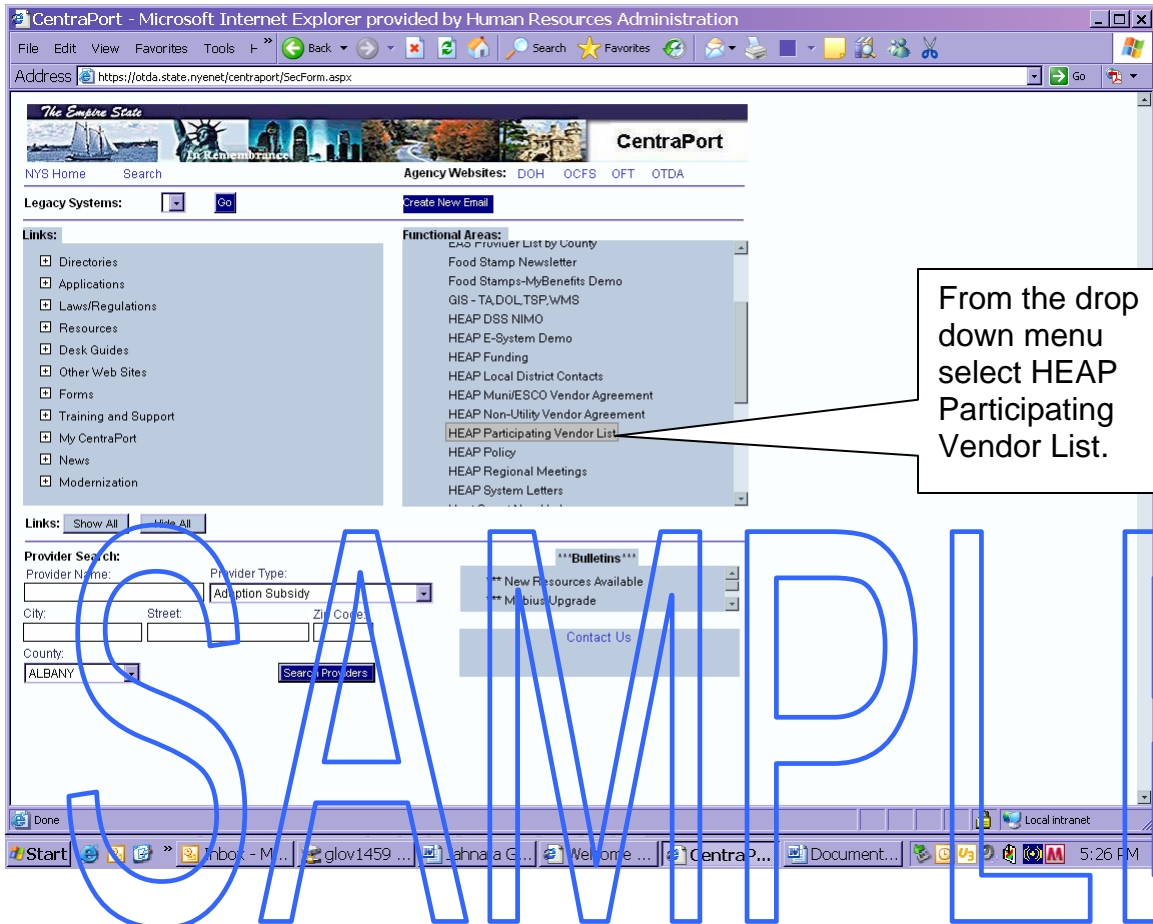 CentraPort - Microsoft Internet Explorer provided by Human Resources Administration
File Edit View Favorites Tools H » Back Search Favorites
Address https://otda.state.nyenet/centraport/SecForm.aspx Go
The Empire State
In Remembrance
CentraPort
NYS Home Search Agency Websites: DOH OCFS OFT OTDA
Legacy Systems: Go Create New Email
Links:
Directories
Applications
Laws/Regulations
Resources
Desk Guides
Other Web Sites
Forms
Training and Support
My CentraPort
News
Modernization
Functional Areas:
EAS Provider List by County
Food Stamp Newsletter
Food Stamps-MyBenefits Demo
GIS - TA,DOL,TSP,WMS
HEAP DSS NIMO
HEAP E-System Demo
HEAP Funding
HEAP Local District Contacts
HEAP Muni/ESCO Vendor Agreement
HEAP Non-Utility Vendor Agreement
HEAP Participating Vendor List
HEAP Policy
HEAP Regional Meetings
HEAP System Letters
From the drop
down menu
select HEAP
Participating
Vendor List.
Links: Show All Hide All
Provider Search:
Provider Name: Provider Type:
Adoption Subsidy
City: Street: Zip Code:
County:
ALBANY Search Providers
***Bulletins***
*** New Resources Available
*** Mobius Upgrade
Contact Us
SAMPLE
Done Local intranet
Start » Inbox - M... glov1459 ... Jahnara G... Welcome ... CentraP... Document... 5:26 PM